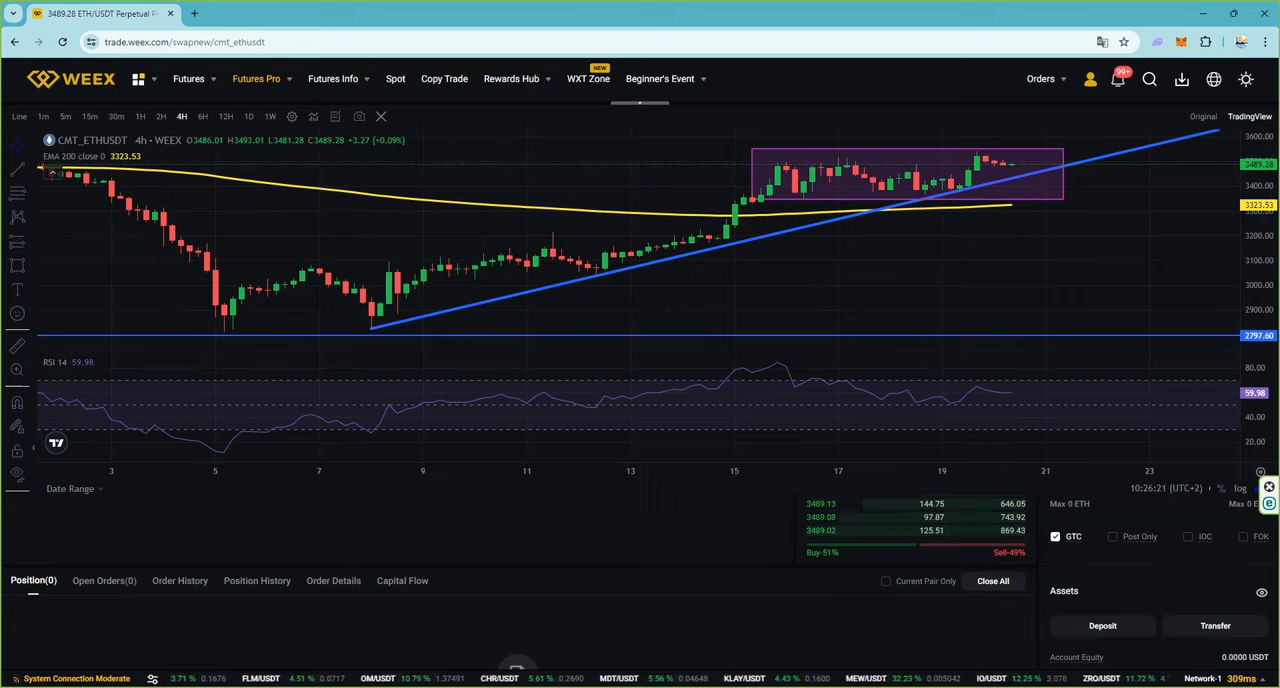 3489.28 ETH/USDT Perpetual P
trade.weex.com/swapnew/cmt_ethusdt
WEEX
Futures
Futures Pro
Futures Info
Spot
Copy Trade
Rewards Hub
NEW
WXT Zone
Beginner's Event
Orders
99+
Line 1m 5m 15m 30m 1H 2H 4H 6H 12H 1D 1W
Original TradingView
CMT_ETHUSDT 4h · WEEX O3486.01 H3493.01 L3481.28 C3489.28 +3.27 (+0.09%)
EMA 200 close 0 3323.53
3600.00
3489.28
3400.00
3323.53
3300.00
3200.00
3100.00
3000.00
2900.00
2797.60
RSI 14 59.98
80.00
59.98
40.00
20.00
3 5 7 9 11 13 15 17 19 21 23
Date Range
10:26:21 (UTC+2) % log
3489.13 144.75 646.05
3489.08 97.87 743.92
3489.02 125.51 869.43
Buy-51% Sell-49%
Max 0 ETH Max 0 E
GTC Post Only IOC FOK
Position(0) Open Orders(0) Order History Position History Order Details Capital Flow
Current Pair Only Close All
Assets
Deposit Transfer
Account Equity 0.0000 USDT
System Connection Moderate
3.71 % 0.1676 FLM/USDT 4.51 % 0.0717 OM/USDT 10.79 % 1.37491 CHR/USDT 5.61 % 0.2690 MDT/USDT 5.56 % 0.04648 KLAY/USDT 4.43 % 0.1600 MEW/USDT 32.23 % 0.005042 IO/USDT 12.25 % 3.078 ZRO/USDT 11.72 % 4
Network-1 309ms